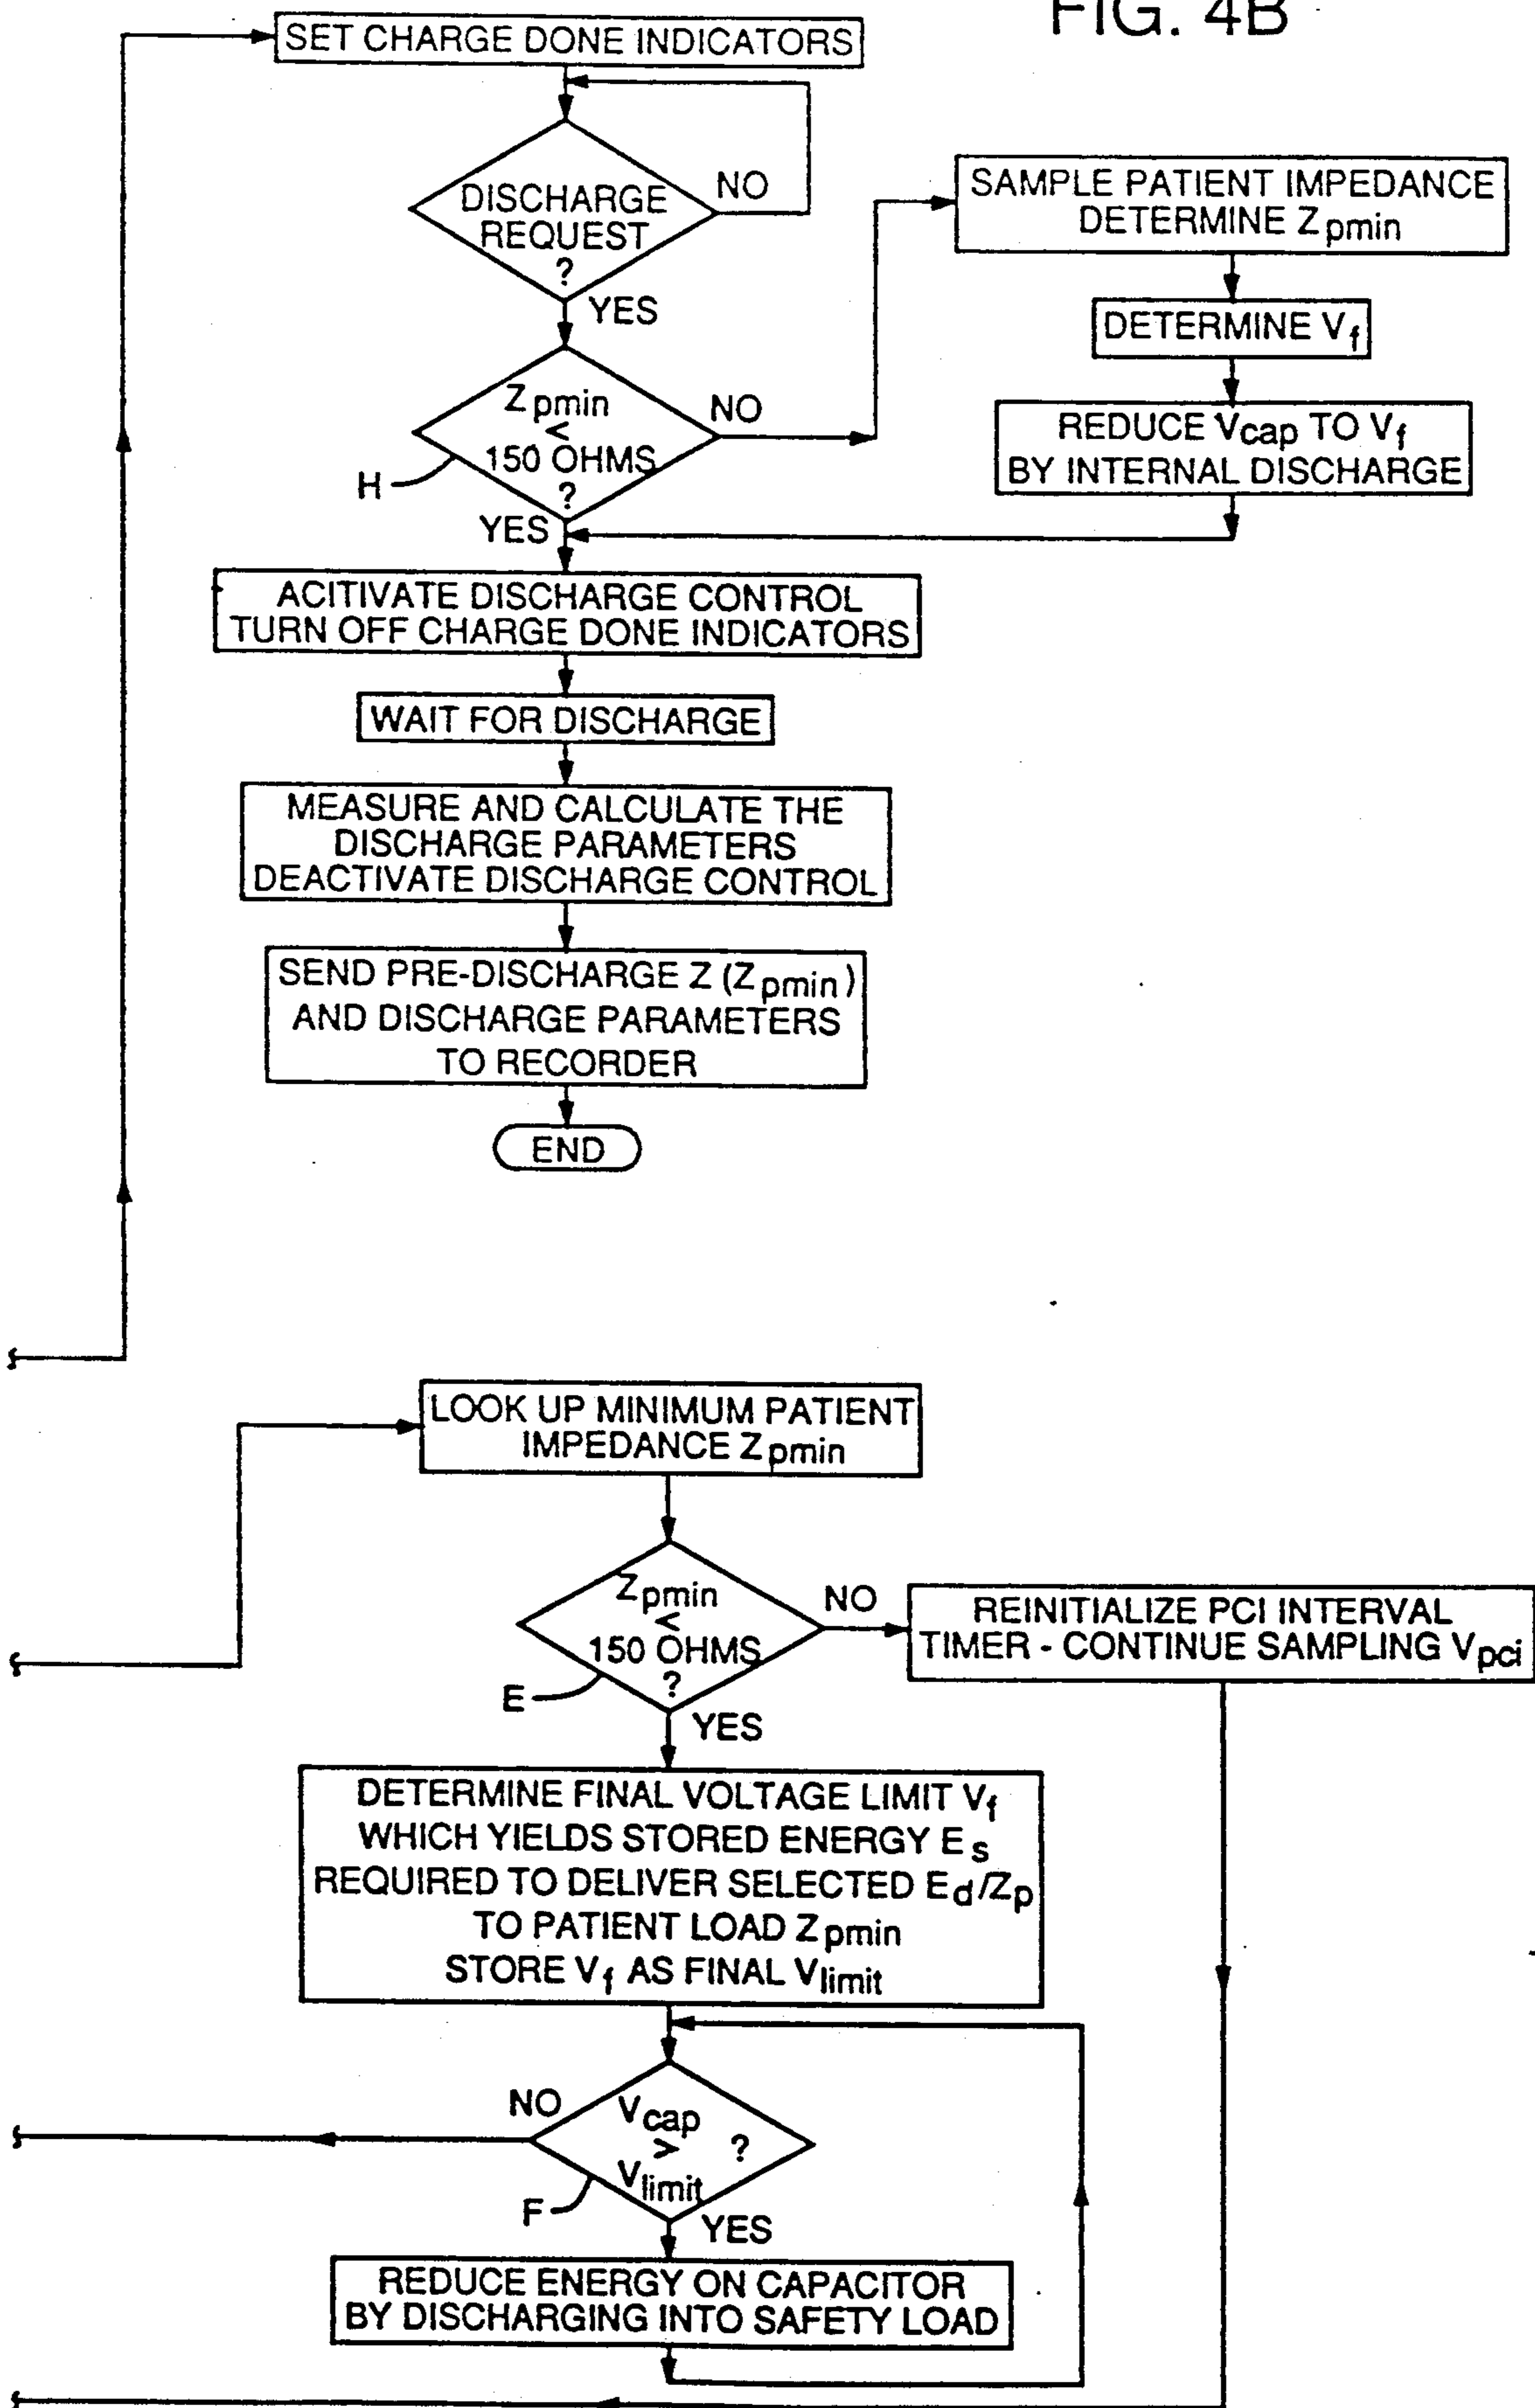 FIG. 4B
SET CHARGE DONE INDICATORS
DISCHARGE
REQUEST
?
NO
YES
Zpmin
<
150 OHMS
?
NO
H
YES
SAMPLE PATIENT IMPEDANCE
DETERMINE Zpmin
DETERMINE Vf
REDUCE Vcap TO Vf
BY INTERNAL DISCHARGE
ACITIVATE DISCHARGE CONTROL
TURN OFF CHARGE DONE INDICATORS
WAIT FOR DISCHARGE
MEASURE AND CALCULATE THE
DISCHARGE PARAMETERS
DEACTIVATE DISCHARGE CONTROL
SEND PRE-DISCHARGE Z (Zpmin)
AND DISCHARGE PARAMETERS
TO RECORDER
END
LOOK UP MINIMUM PATIENT
IMPEDANCE Zpmin
Zpmin
<
150 OHMS
?
NO
E
YES
REINITIALIZE PCI INTERVAL
TIMER - CONTINUE SAMPLING Vpci
DETERMINE FINAL VOLTAGE LIMIT Vf
WHICH YIELDS STORED ENERGY Es
REQUIRED TO DELIVER SELECTED Ed/Zp
TO PATIENT LOAD Zpmin
STORE Vf AS FINAL Vlimit
NO
Vcap
> ?
Vlimit
F
YES
REDUCE ENERGY ON CAPACITOR
BY DISCHARGING INTO SAFETY LOAD